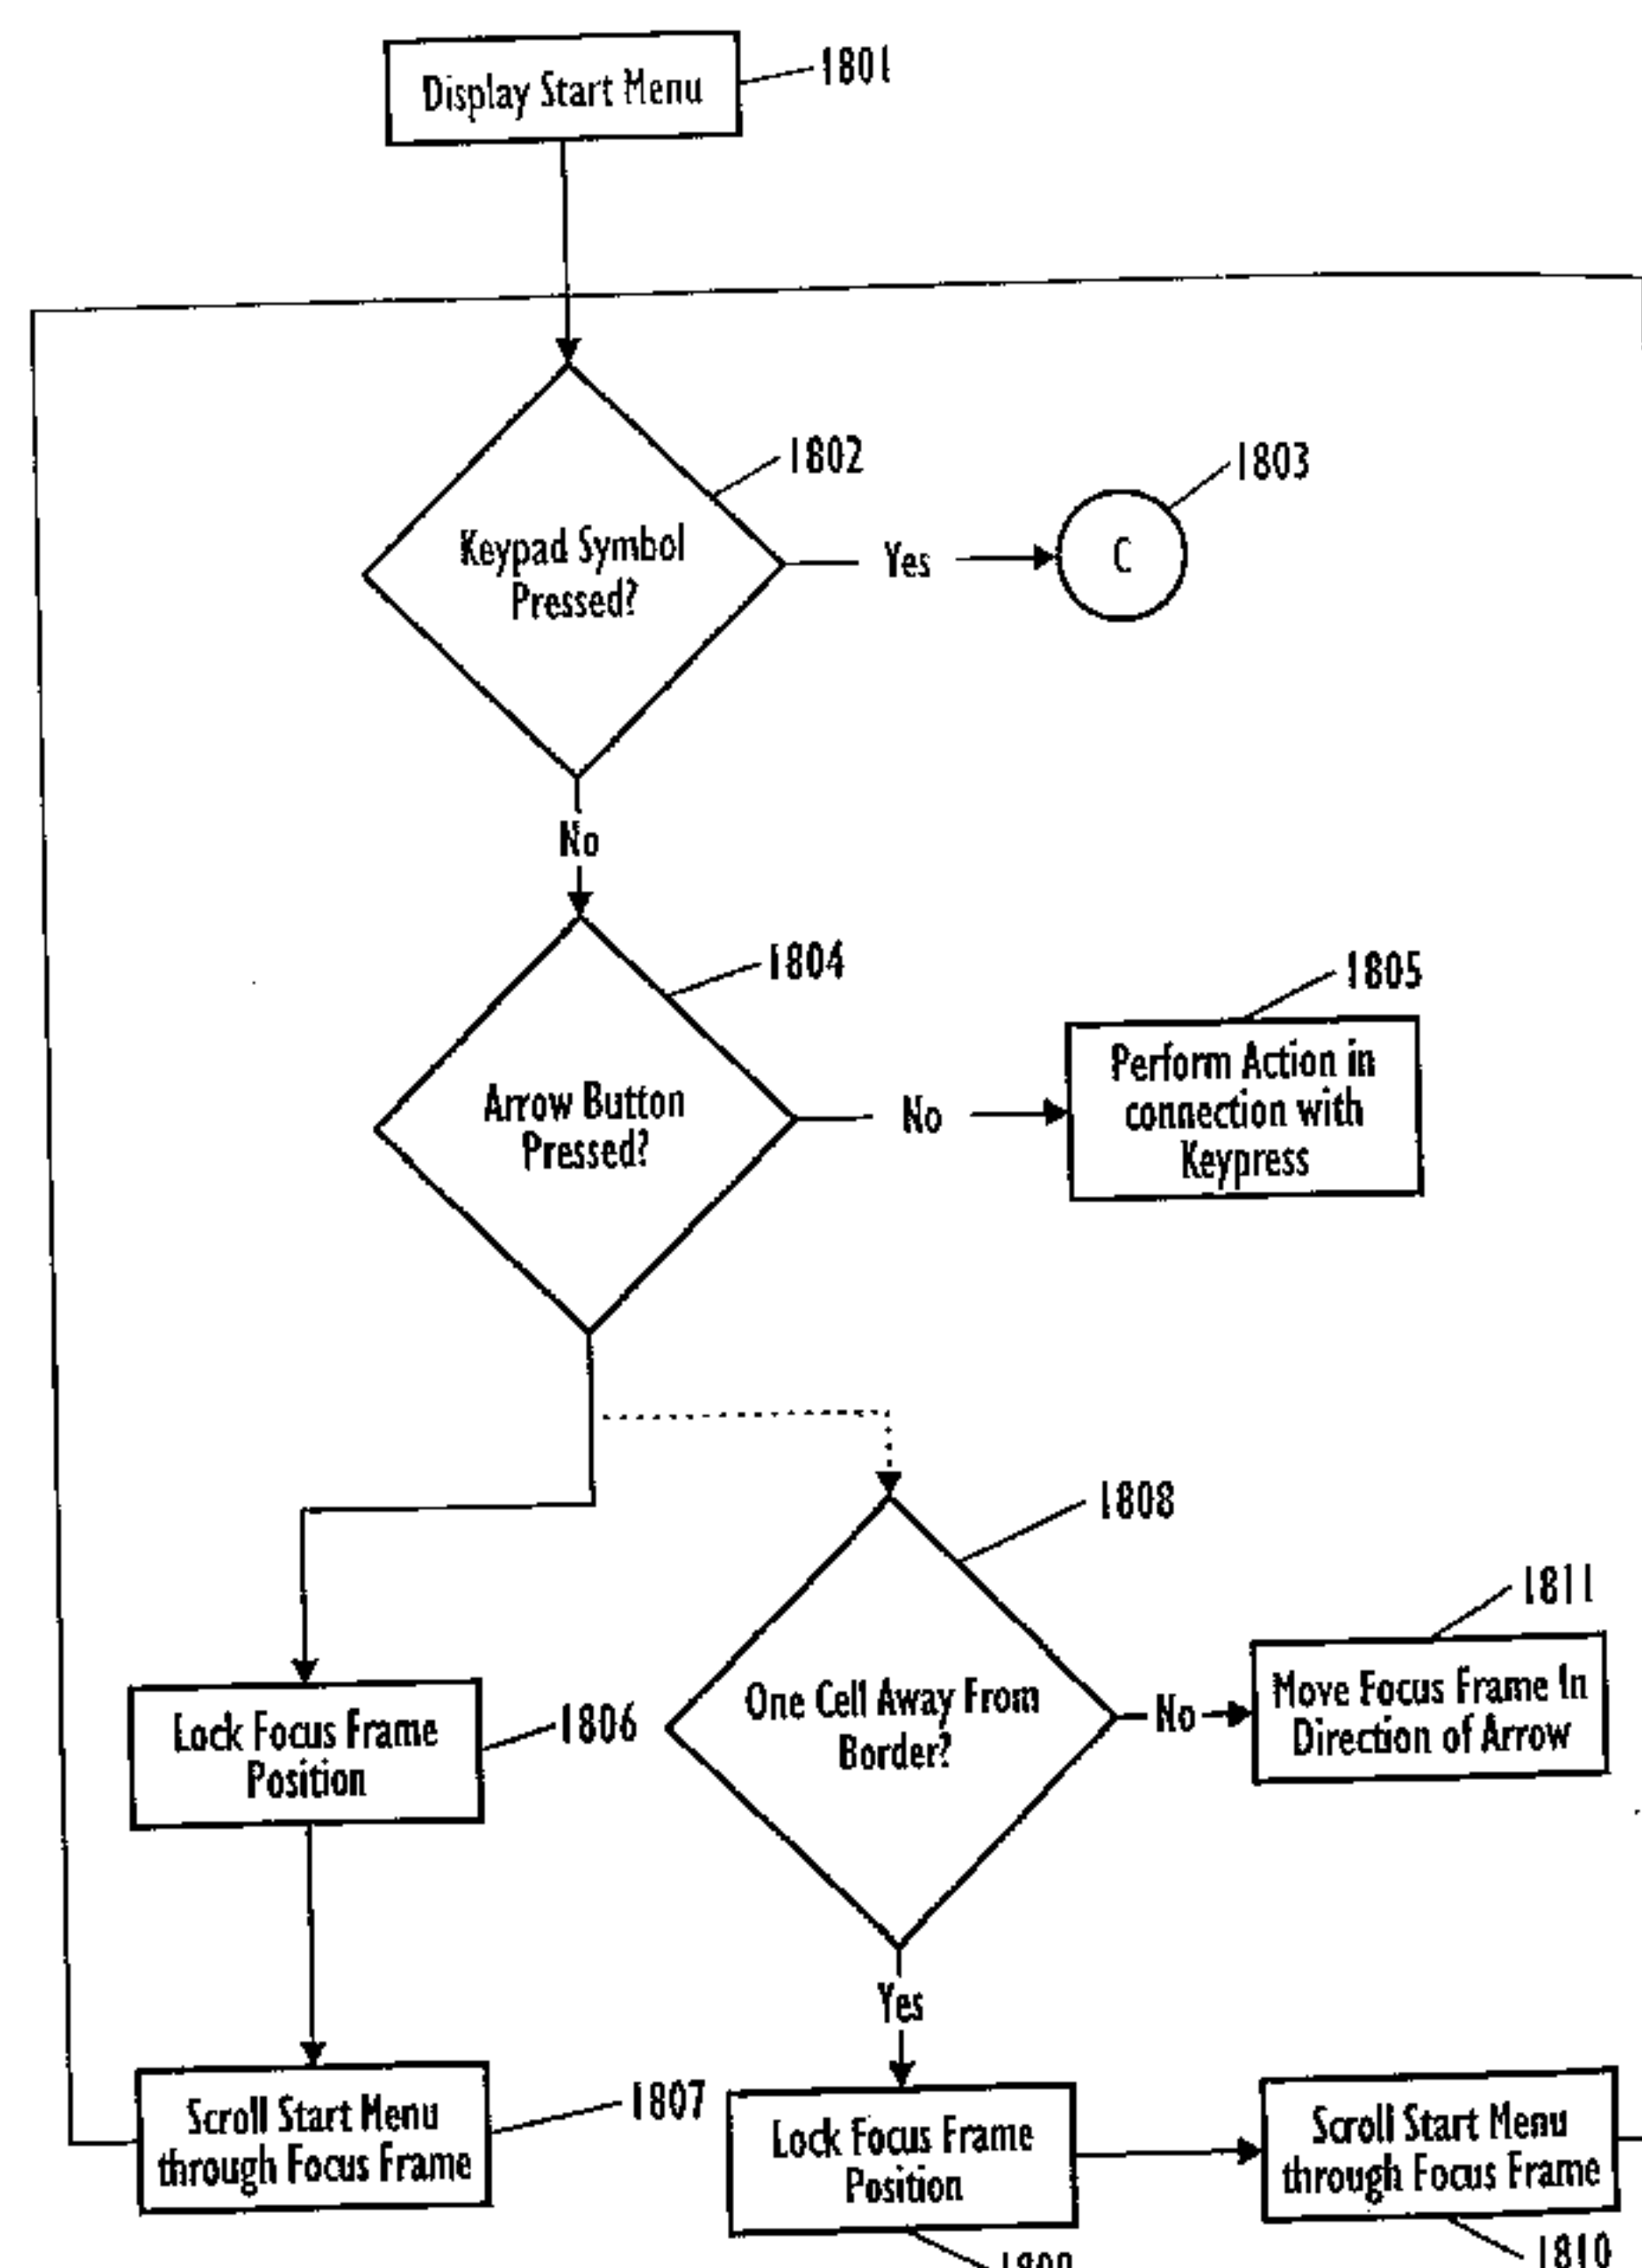 Display Start Menu
1801
1802
1803
Keypad Symbol
Pressed?
Yes
C
No
1804
1805
Arrow Button
Pressed?
No
Perform Action in
connection with
Keypress
1808
1811
One Cell Away From
Border?
No
Move Focus Frame In
Direction of Arrow
Lock Focus Frame
Position
1806
Yes
Scroll Start Menu
through Focus Frame
1807
Lock Focus Frame
Position
Scroll Start Menu
through Focus Frame
1810